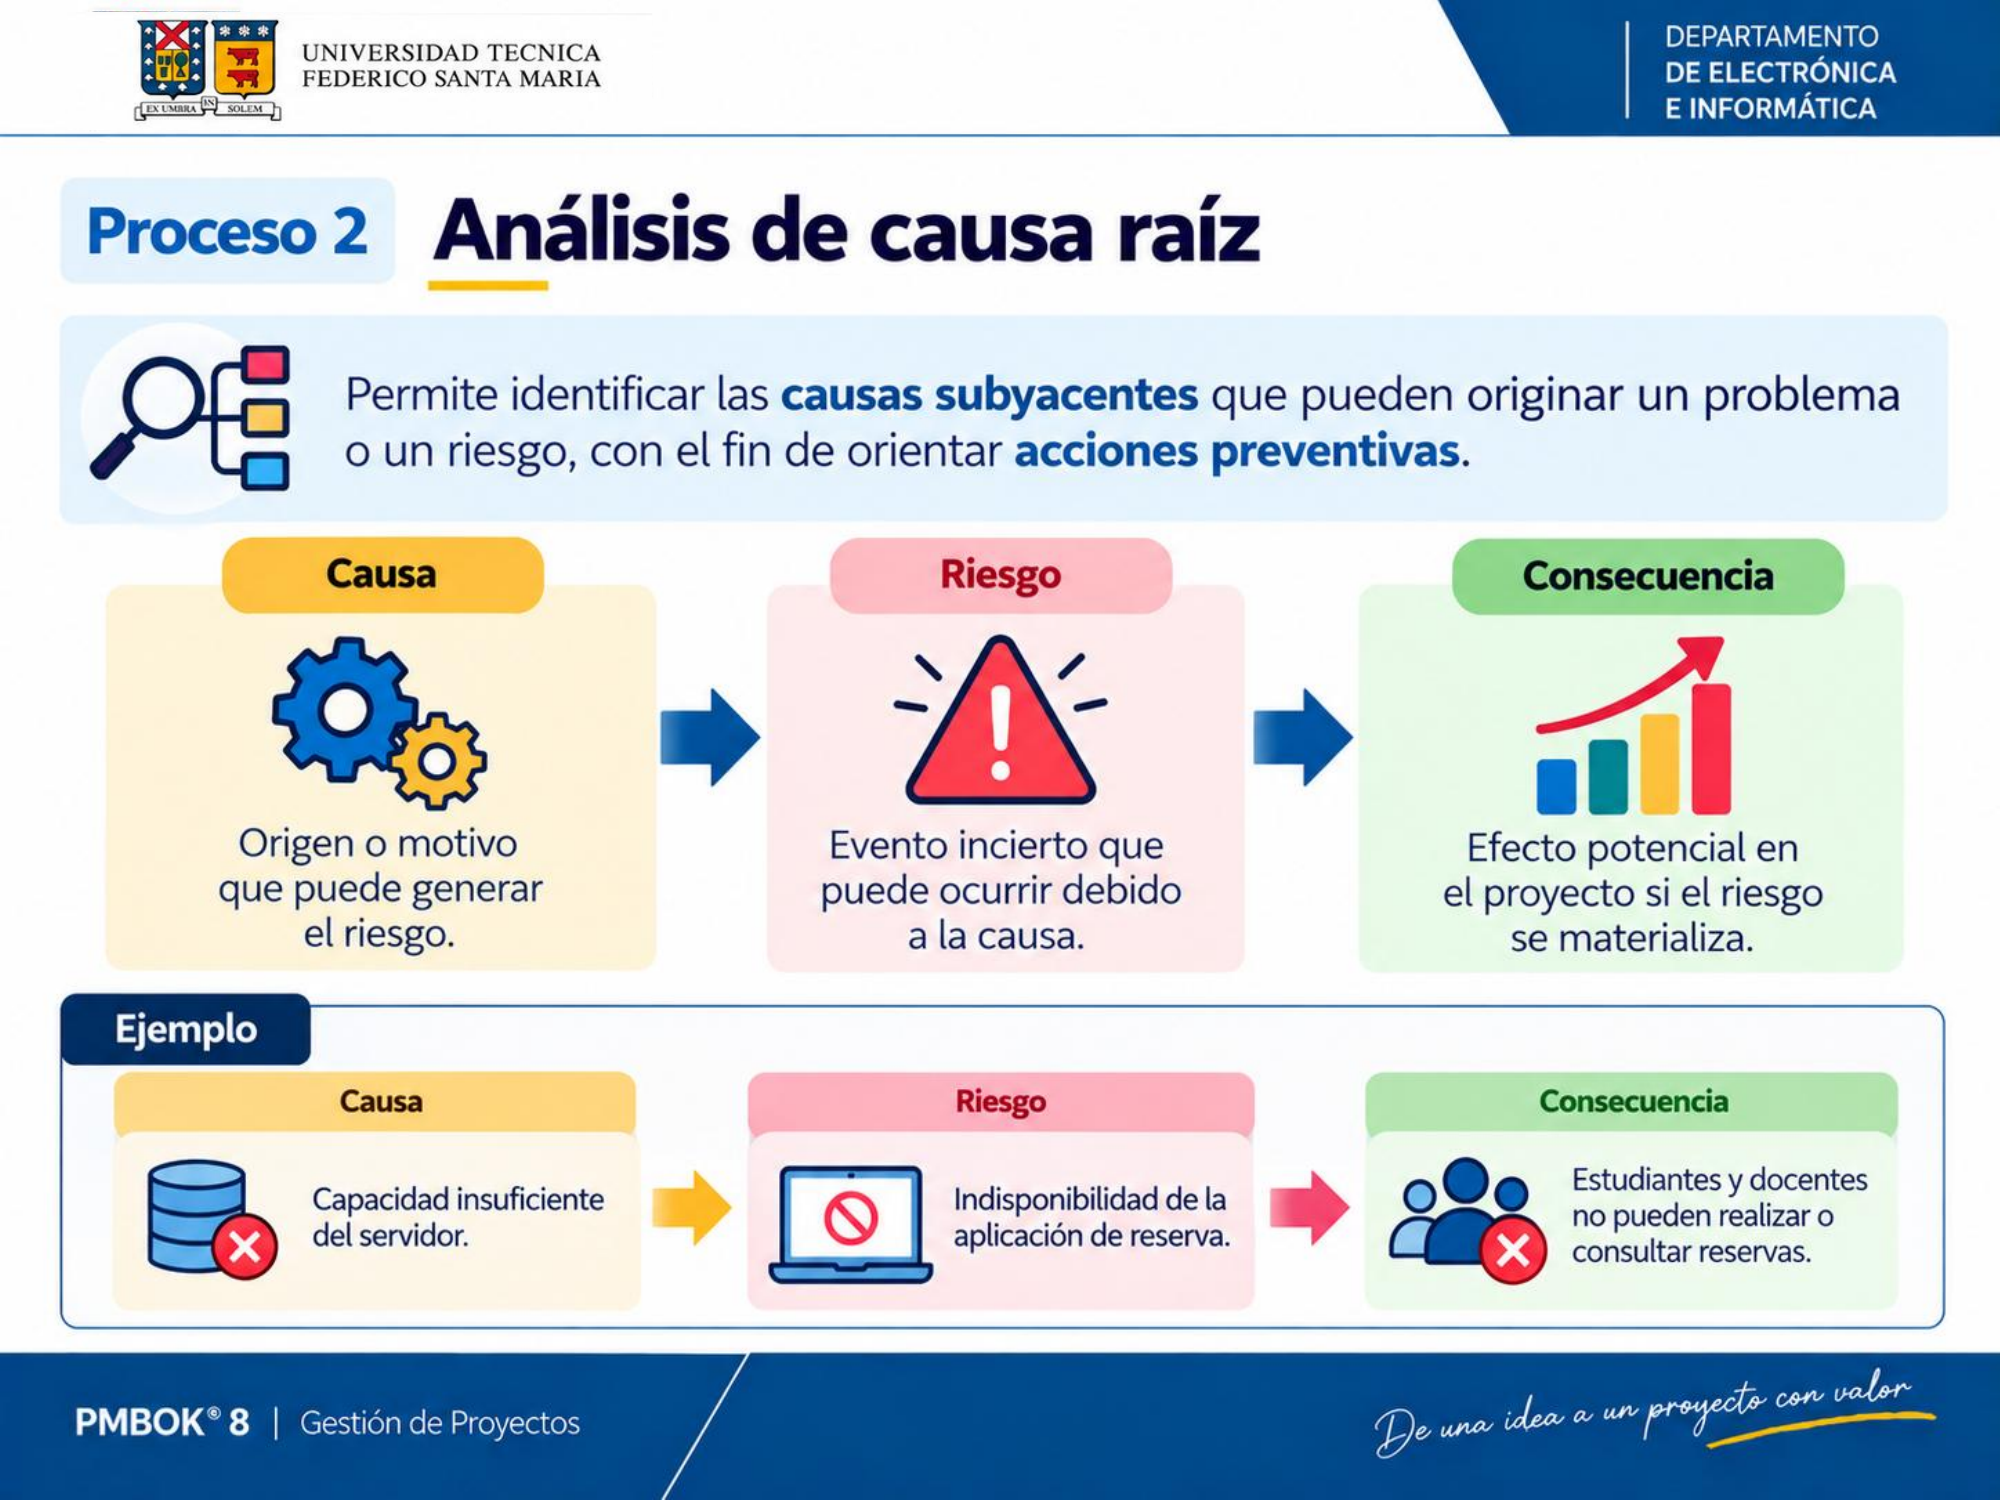 EX UMBRA IN SOLEM
UNIVERSIDAD TECNICA
FEDERICO SANTA MARIA
DEPARTAMENTO
DE ELECTRÓNICA
E INFORMÁTICA
Proceso 2
Análisis de causa raíz
Permite identificar las causas subyacentes que pueden originar un problema
o un riesgo, con el fin de orientar acciones preventivas.
Causa
Origen o motivo
que puede generar
el riesgo.
Riesgo
Evento incierto que
puede ocurrir debido
a la causa.
Consecuencia
Efecto potencial en
el proyecto si el riesgo
se materializa.
Ejemplo
Causa
Capacidad insuficiente
del servidor.
Riesgo
Indisponibilidad de la
aplicación de reserva.
Consecuencia
Estudiantes y docentes
no pueden realizar o
consultar reservas.
PMBOK® 8 | Gestión de Proyectos
De una idea a un proyecto con valor